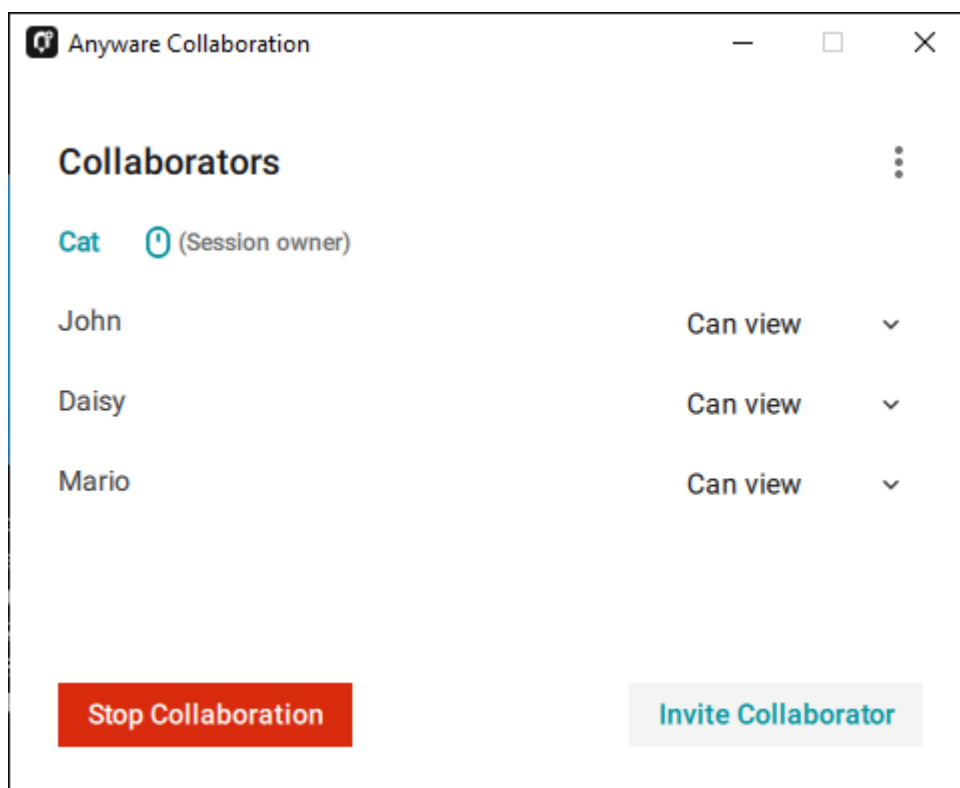 Anyware Collaboration
Collaborators
Cat (Session owner)
John Can view
Daisy Can view
Mario Can view
Stop Collaboration Invite Collaborator